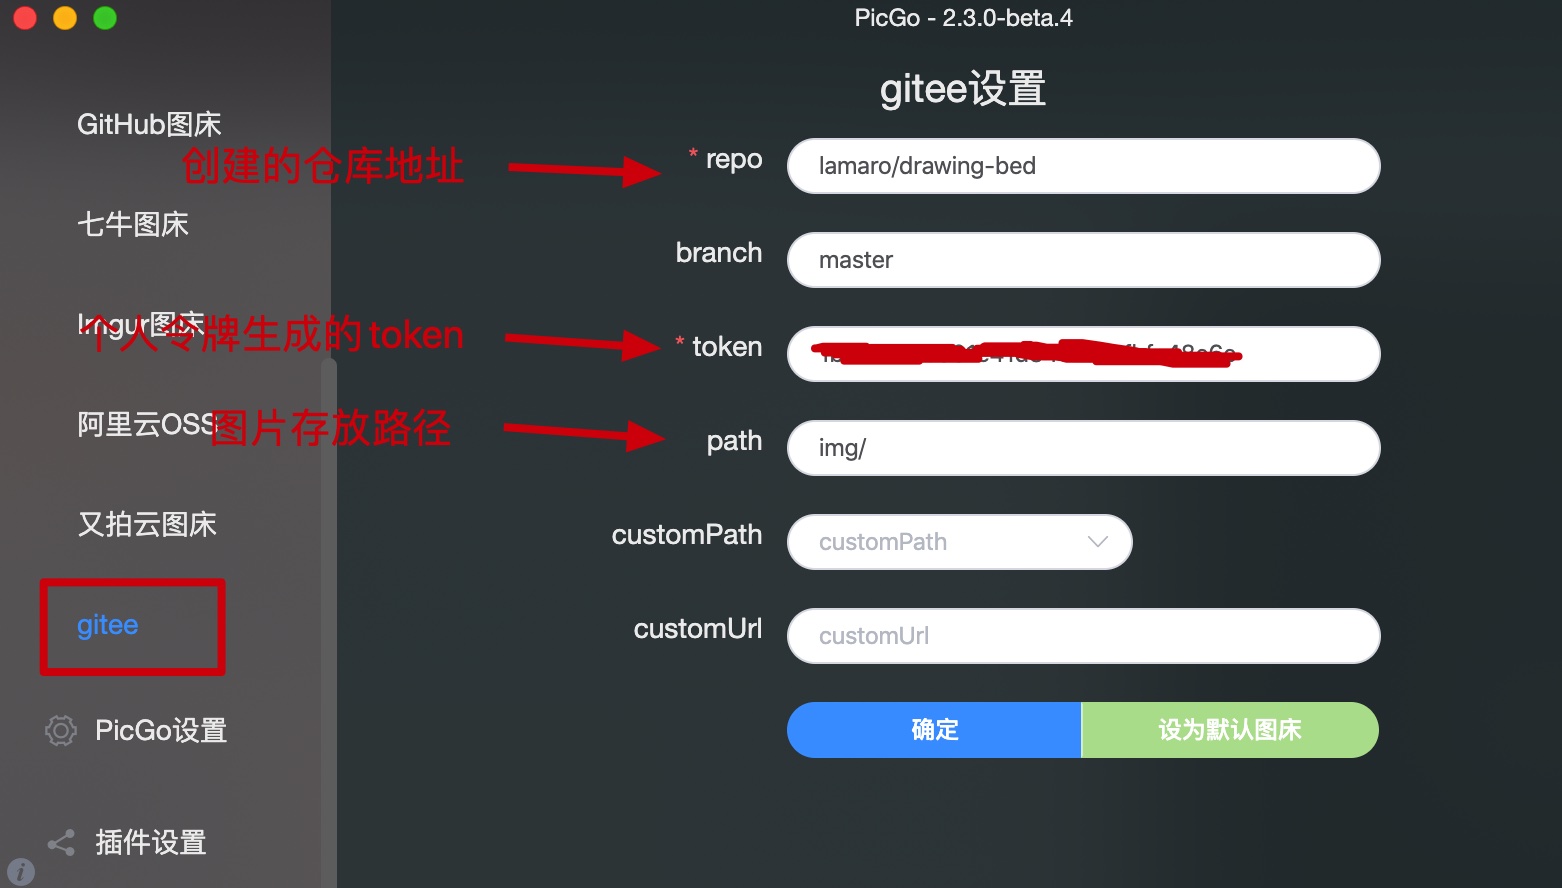 PicGo - 2.3.0-beta.4
gitee设置
GitHub图床
创建的仓库地址
* repo
lamaro/drawing-bed
七牛图床
branch
master
Imgur图床
个人令牌生成的token
* token
阿里云OSS
图片存放路径
path
img/
又拍云图床
customPath
customPath
gitee
customUrl
customUrl
PicGo设置
确定
设为默认图床
插件设置